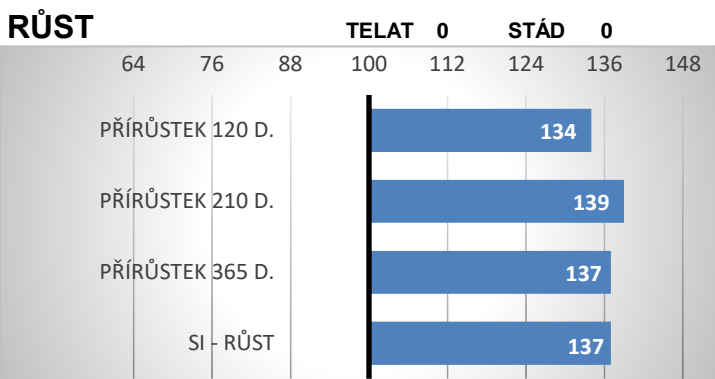 RŮST TELAT 0 STÁD 0
64 76 88 100 112 124 136 148
PŘÍRŮSTEK 120 D. 134
PŘÍRŮSTEK 210 D. 139
PŘÍRŮSTEK 365 D. 137
SI - RŮST 137